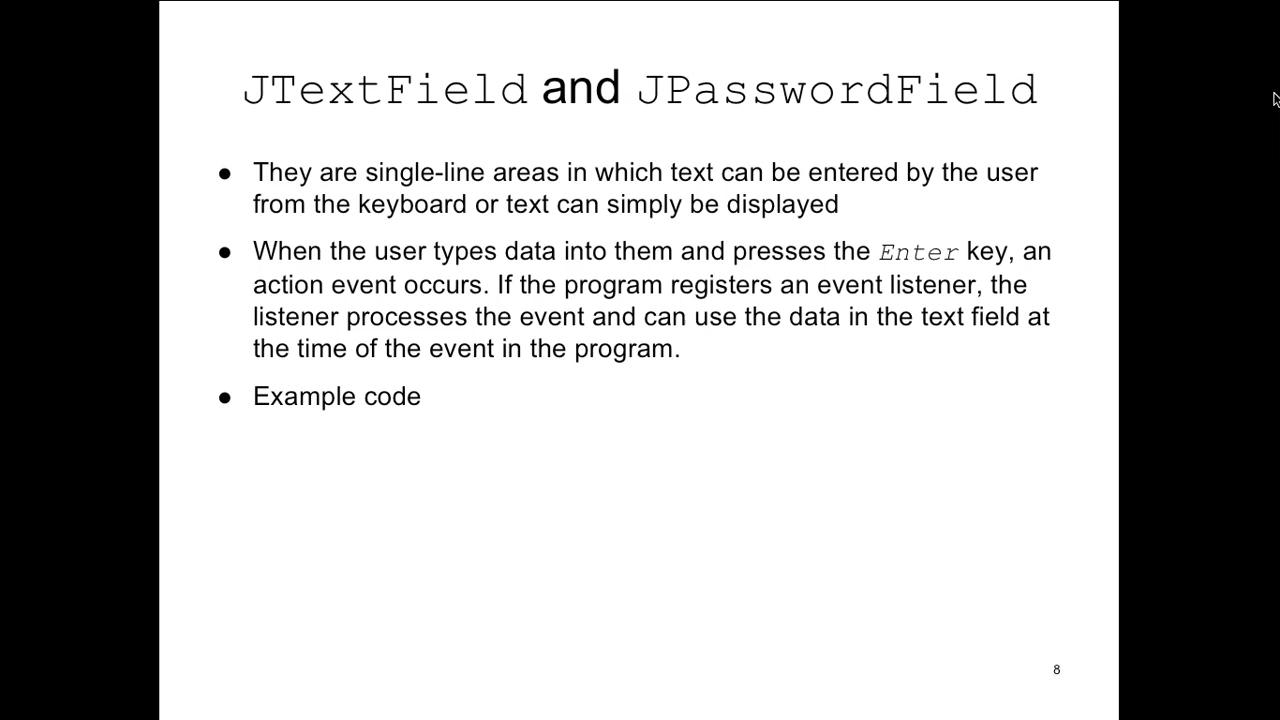 JTextField and JPasswordField
● They are single-line areas in which text can be entered by the user
from the keyboard or text can simply be displayed
● When the user types data into them and presses the Enter key, an
action event occurs. If the program registers an event listener, the
listener processes the event and can use the data in the text field at
the time of the event in the program.
● Example code
8